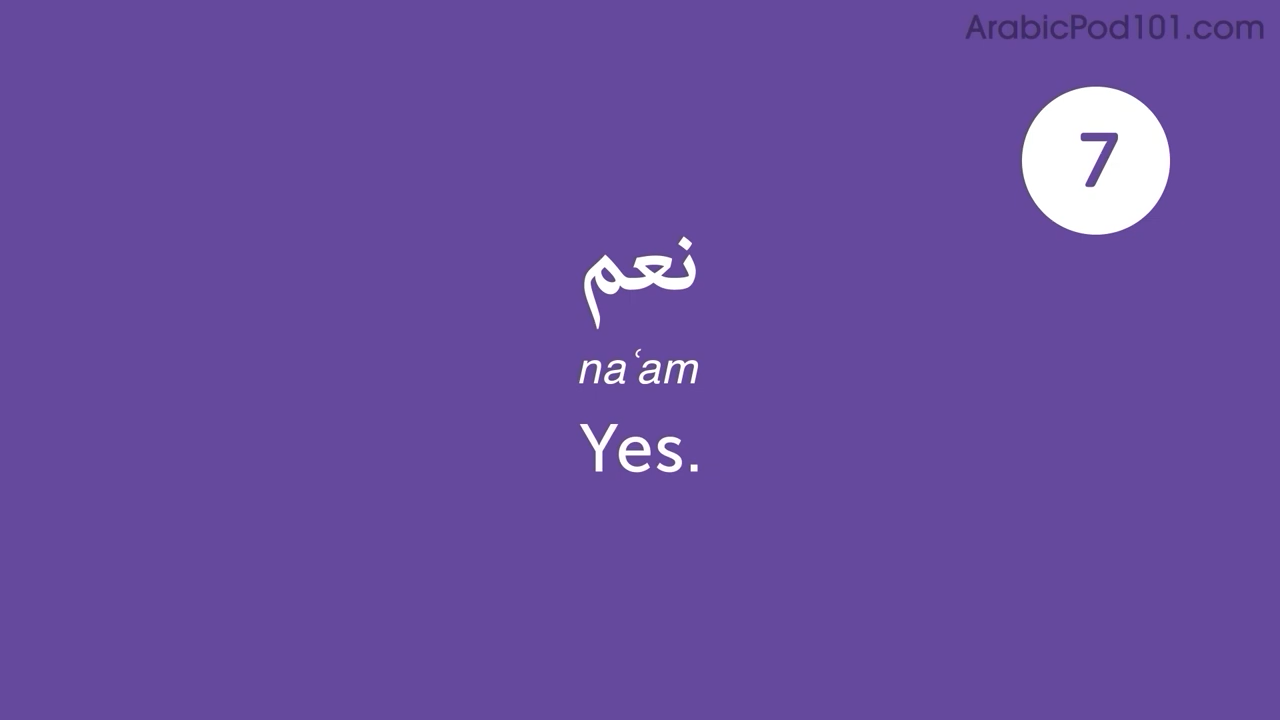 ArabicPod101.com
7
نعم
naʿam
Yes.